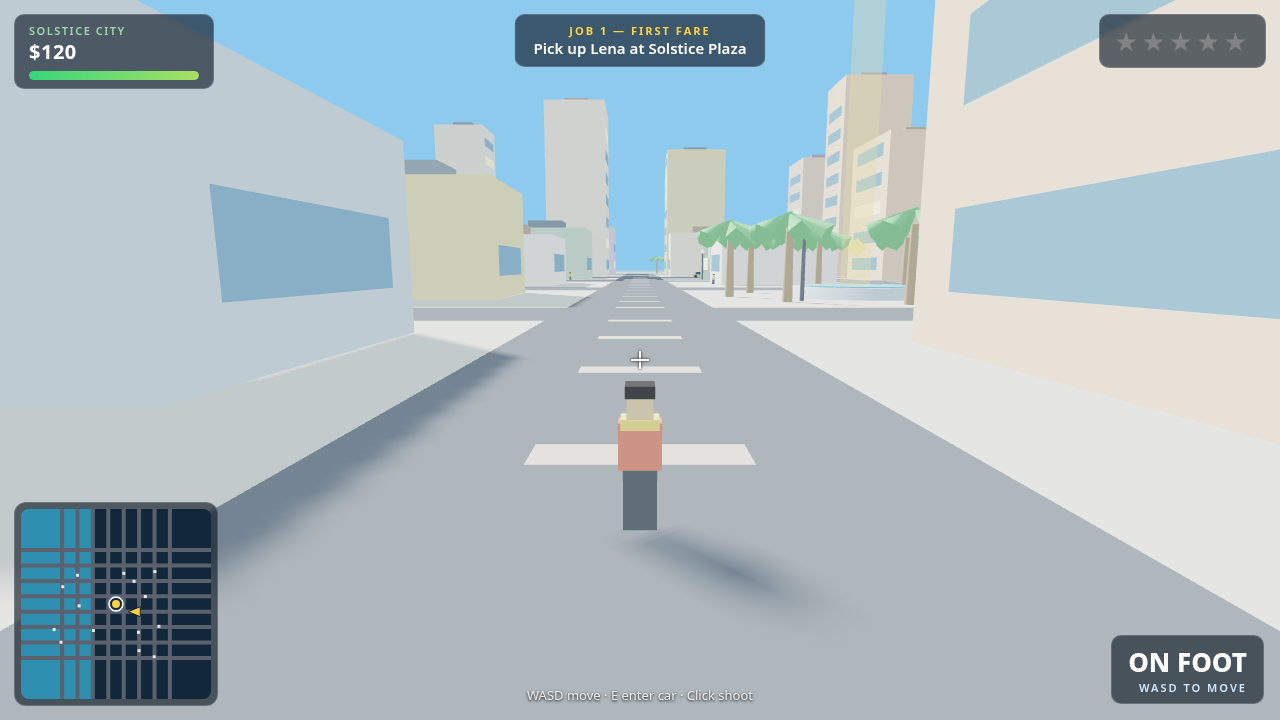 SOLSTICE CITY
$120
JOB 1 — FIRST FARE
Pick up Lena at Solstice Plaza
ON FOOT
WASD TO MOVE
WASD move · E enter car · Click shoot